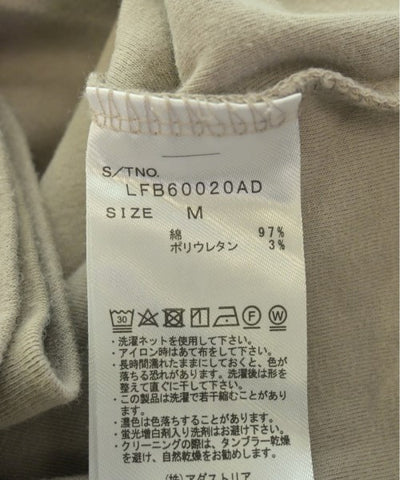 S/TNO.
LFB60020AD
SIZE M
綿 97%
ポリウレタン 3%
30 F W
・洗濯ネットを使用して下さい。
・アイロン時はあて布をして下さい。
・長時間濡れたままにしておくと、色が
落ちる恐れがあります。洗濯後は形を
整えて直ぐに干して下さい。
・この製品は洗濯で若干縮むことがあり
ます。
・濃色は色落ちすることがあります。
・蛍光増白剤入り洗剤はお避け下さい。
・クリーニングの際は、タンブラー乾燥
を避け、自然乾燥をお勧めします。
(株)アダストリア